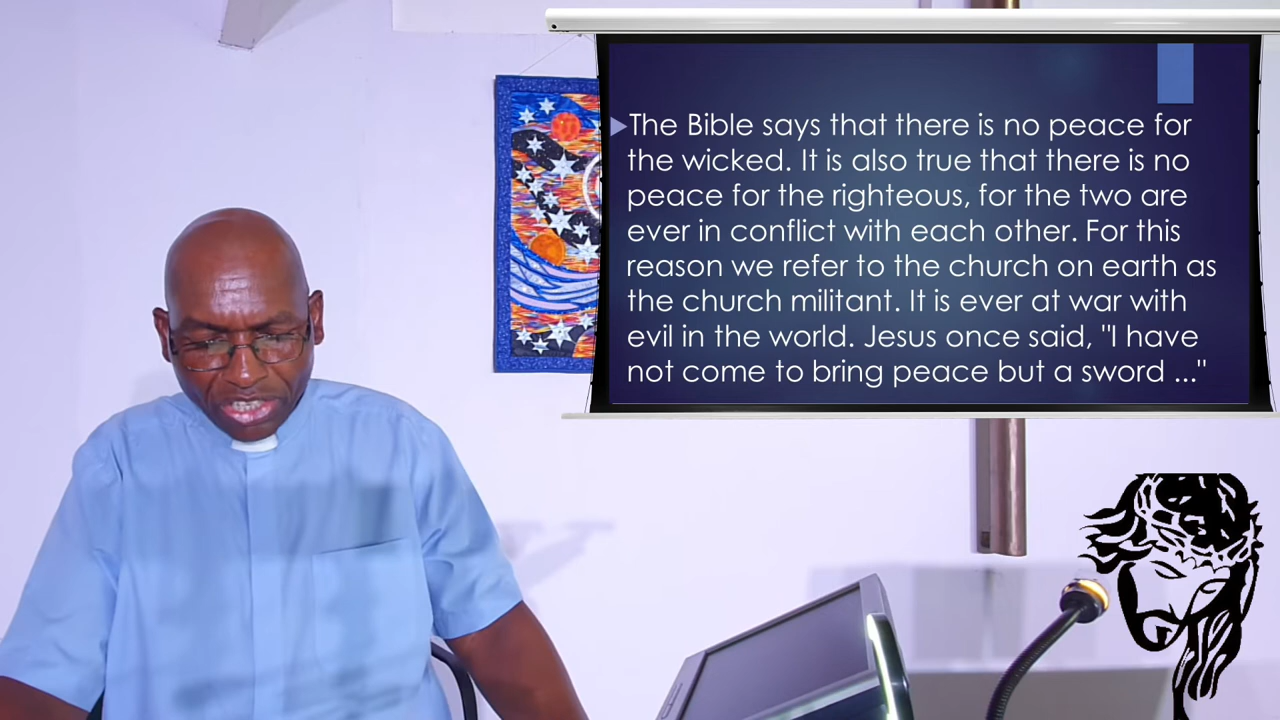 The Bible says that there is no peace for
the wicked. It is also true that there is no
peace for the righteous, for the two are
ever in conflict with each other. For this
reason we refer to the church on earth as
the church militant. It is ever at war with
evil in the world. Jesus once said, "I have
not come to bring peace but a sword ..."